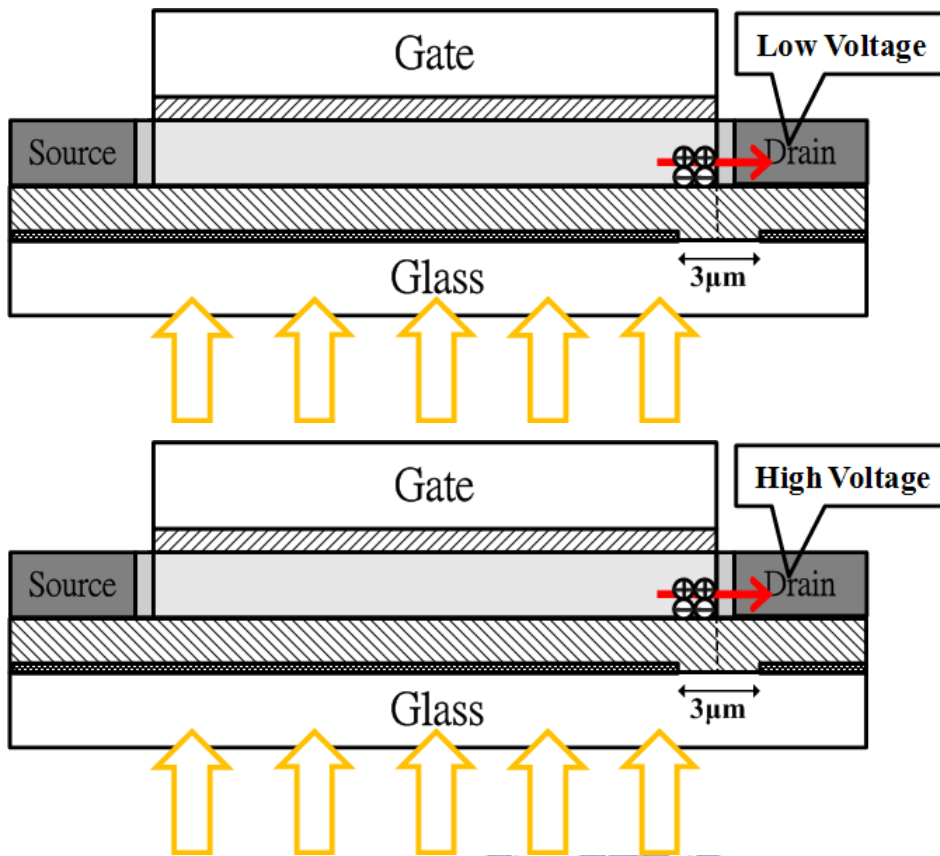 Gate
Low Voltage
Source
Drain
Glass
3μm
Gate
High Voltage
Source
Drain
Glass
3μm